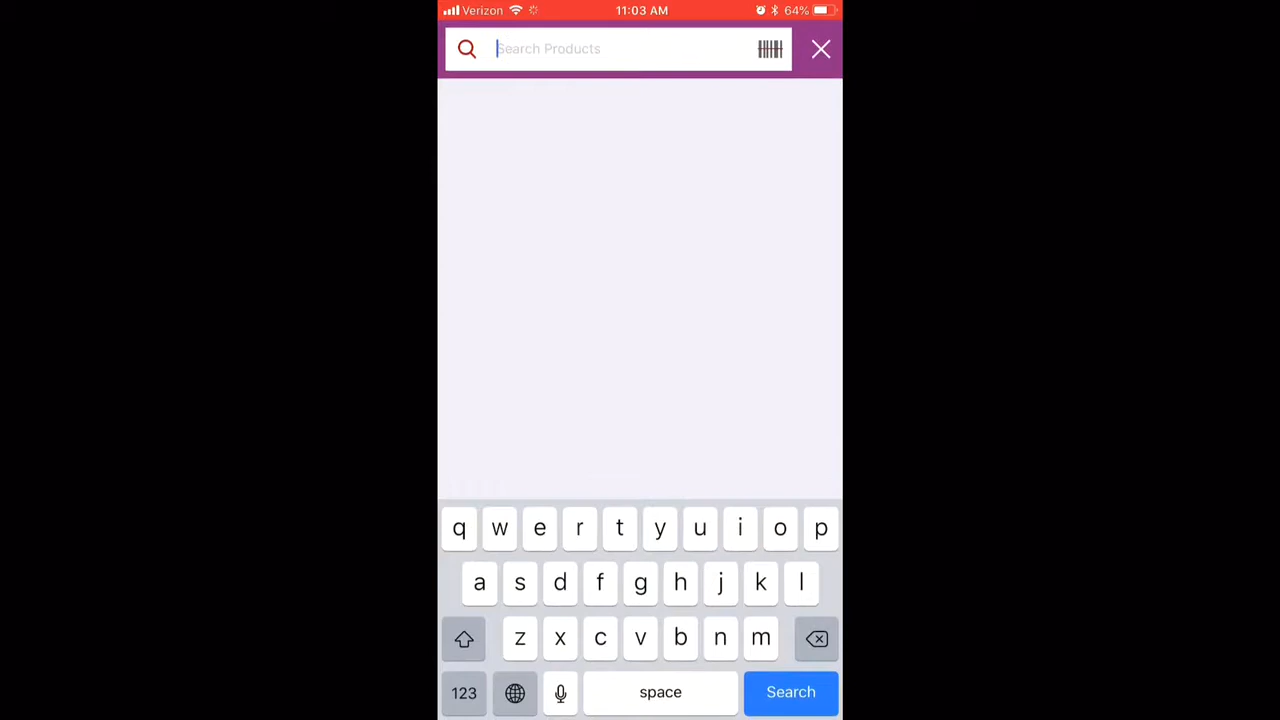 Verizon 11:03 AM 64%
Search Products
q w e r t y u i o p
a s d f g h j k l
z x c v b n m
123 space Search